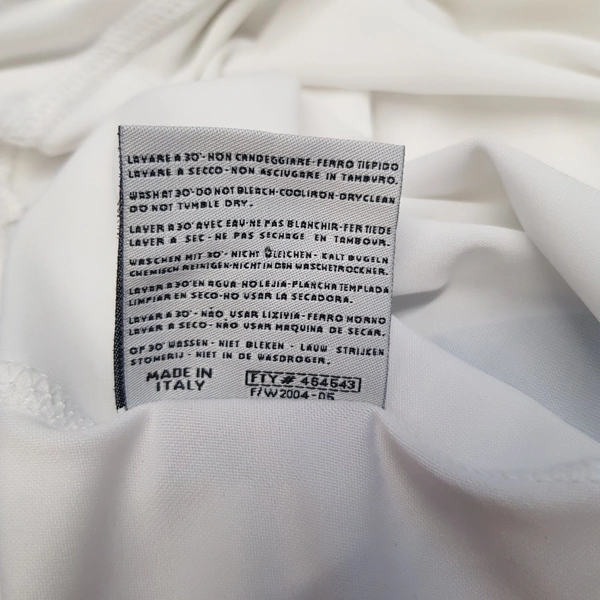 LAVARE A 30°-NON CANDEGGIARE-FERRO TIEPIDO
LAVARE A SECCO-NON ASCIUGARE IN TAMBURO.
WASH AT 30°-DO NOT BLEACH-COOL IRON-DRYCLEAN
DO NOT TUMBLE DRY.
LAVER A 30°AVEC EAU-NE PAS BLANCHIR-FER TIEDE
LAVER A SEC-NE PAS SECHAGE EN TAMBOUR.
WASCHEN MIT 30°-NICHT BLEICHEN-KALT BUGELN
CHEMISCH REINIGEN-NICHT IN DEN WASCHETROCKNER.
LAVAR A 30°EN AGUA NO LEJIA-PLANCHA TEMPLADA
LIMPIAR EN SECO-NO USAR LA SECADORA.
LAVAR A 30°-NÃO USAR LIXIVIA-FERRO MORNO
LAVAR A SECO-NÃO USAR MAQUINA DE SECAR.
OP 30° WASSEN-NIET BLEKEN-LAUW STRIJKEN
STOMERIJ-NIET IN DE WASDROGER.
MADE IN
ITALY
FTY# 464643
F/W2004-05